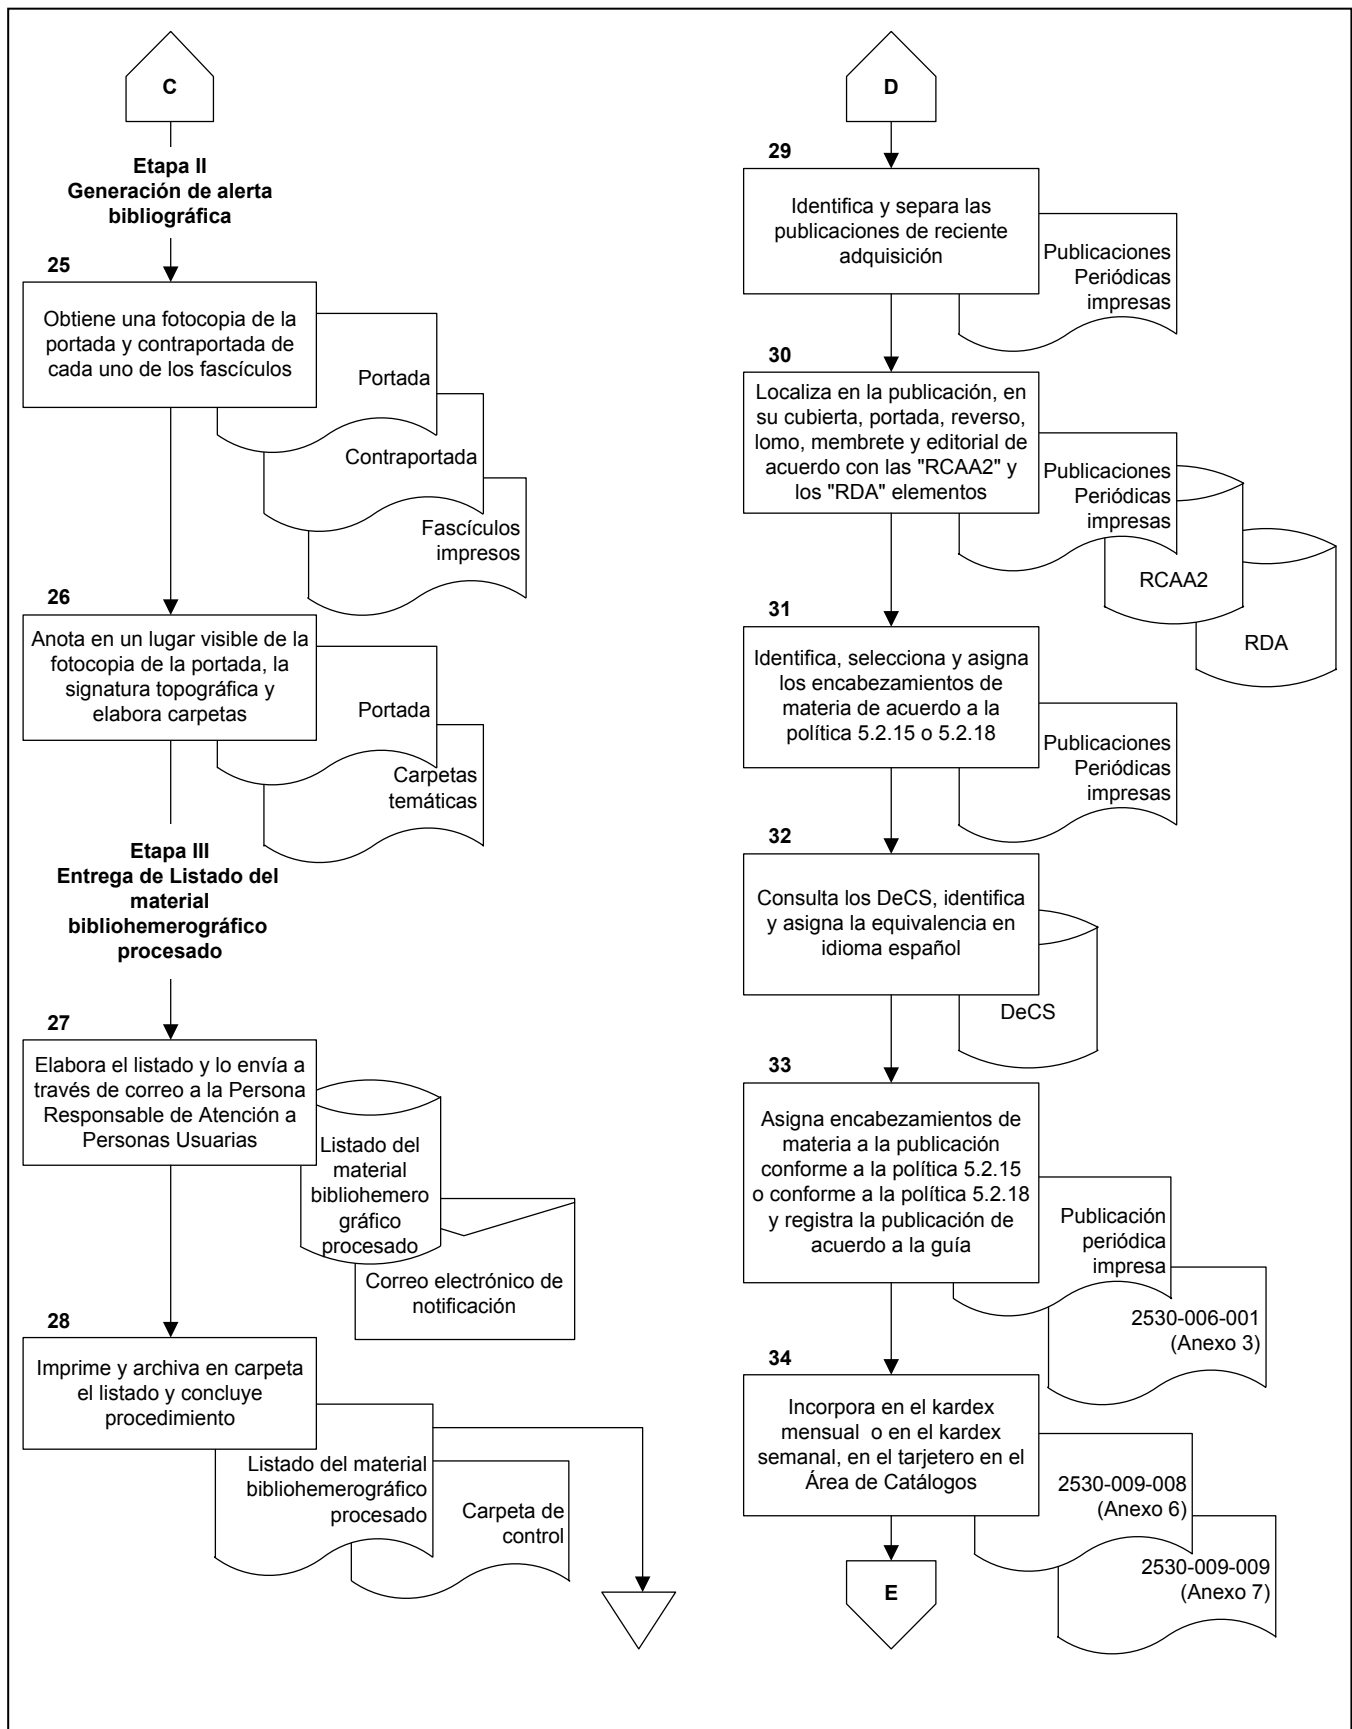 C
Etapa II
Generación de alerta
bibliográfica
25
Obtiene una fotocopia de la
portada y contraportada de
cada uno de los fascículos
Portada
Contraportada
Fascículos
impresos
26
Anota en un lugar visible de la
fotocopia de la portada, la
signatura topográfica y
elabora carpetas
Portada
Carpetas
temáticas
Etapa III
Entrega de Listado del
material
bibliohemerográfico
procesado
27
Elabora el listado y lo envía a
través de correo a la Persona
Responsable de Atención a
Personas Usuarias
Listado del
material
bibliohemero
gráfico
procesado
Correo electrónico de
notificación
28
Imprime y archiva en carpeta
el listado y concluye
procedimiento
Listado del material
bibliohemerográfico
procesado
Carpeta de
control
D
29
Identifica y separa las
publicaciones de reciente
adquisición
Publicaciones
Periódicas
impresas
30
Localiza en la publicación, en
su cubierta, portada, reverso,
lomo, membrete y editorial de
acuerdo con las "RCAA2" y
los "RDA" elementos
Publicaciones
Periódicas
impresas
RCAA2
RDA
31
Identifica, selecciona y asigna
los encabezamientos de
materia de acuerdo a la
política 5.2.15 o 5.2.18
Publicaciones
Periódicas
impresas
32
Consulta los DeCS, identifica
y asigna la equivalencia en
idioma español
DeCS
33
Asigna encabezamientos de
materia a la publicación
conforme a la política 5.2.15
o conforme a la política 5.2.18
y registra la publicación de
acuerdo a la guía
Publicación
periódica
impresa
2530-006-001
(Anexo 3)
34
Incorpora en el kardex
mensual o en el kardex
semanal, en el tarjetero en el
Área de Catálogos
2530-009-008
(Anexo 6)
2530-009-009
(Anexo 7)
E